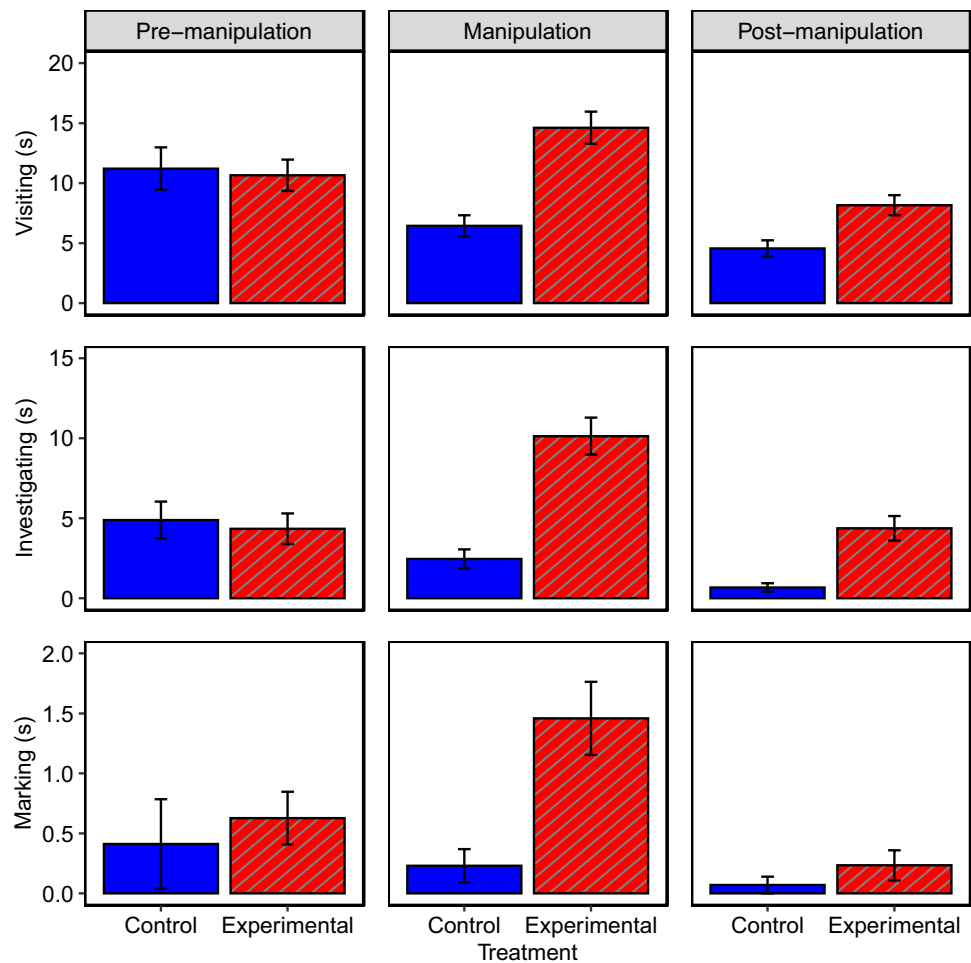 Pre−manipulation Manipulation Post−manipulation
Visiting (s)
20
15
10
5
0
Investigating (s)
15
10
5
0
Marking (s)
2.0
1.5
1.0
0.5
0.0
Control Experimental Control Experimental Control Experimental
Treatment